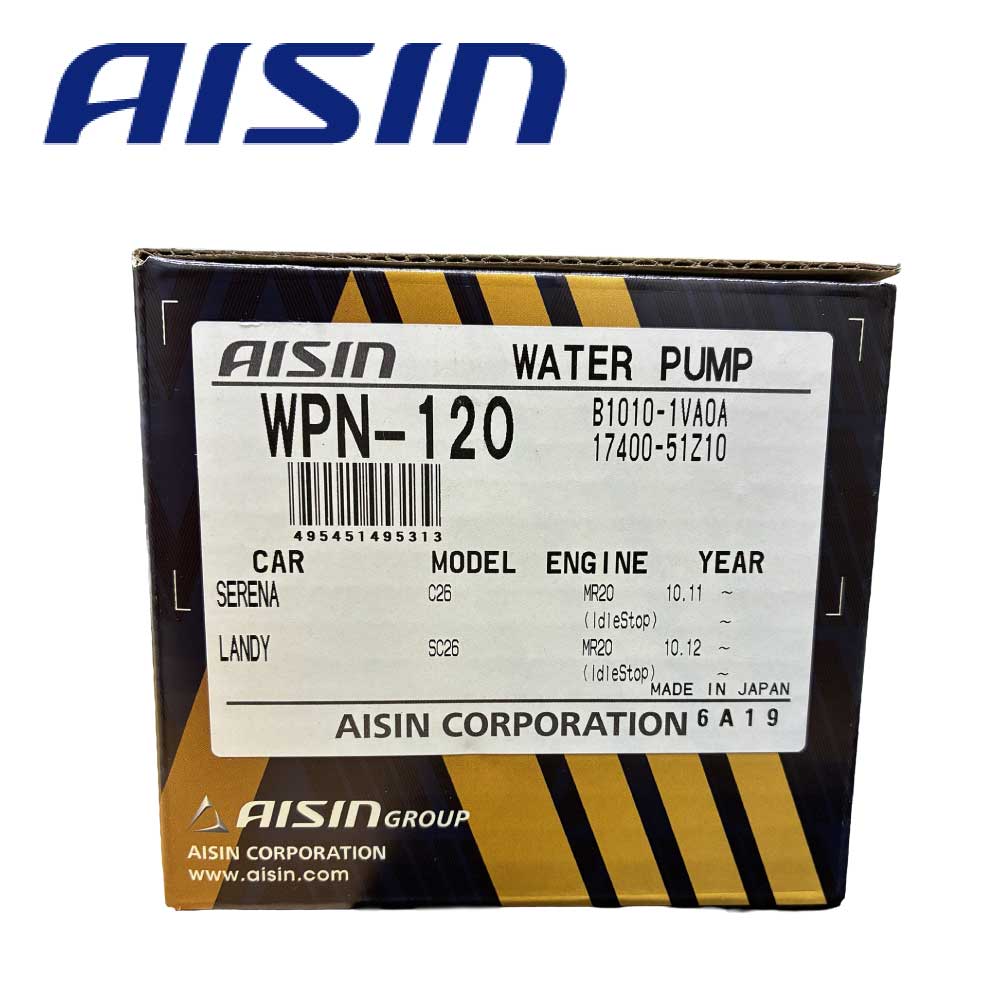 AISIN
AISIN WATER PUMP
WPN-120 B1010-1VA0A
17400-51Z10
495451495313
CAR MODEL ENGINE YEAR
SERENA C26 MR20 10.11 ~
(IdleStop) ~
LANDY SC26 MR20 10.12 ~
(IdleStop) ~
MADE IN JAPAN
AISIN CORPORATION 6A19
AISIN GROUP
AISIN CORPORATION
www.aisin.com